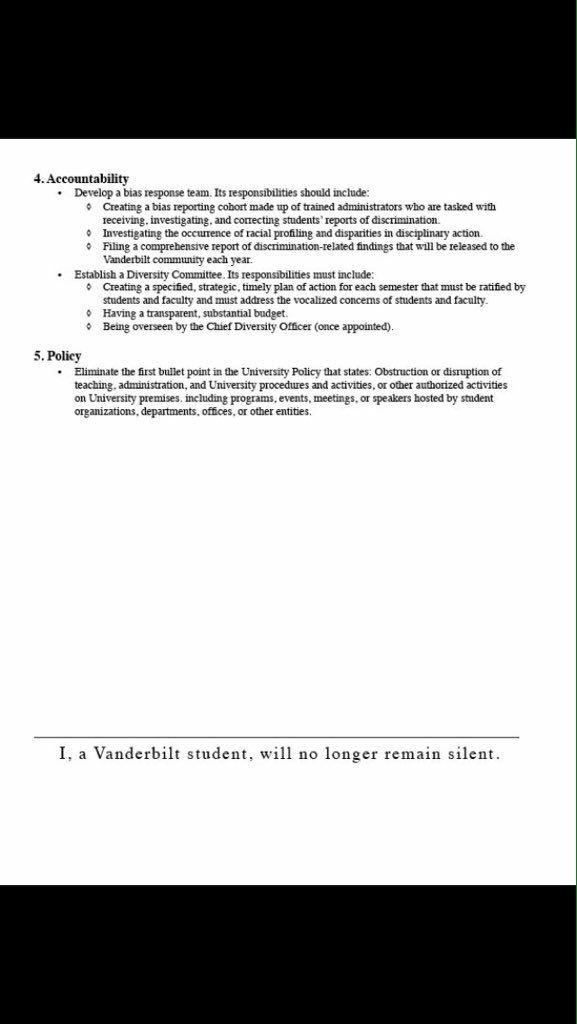 4. Accountability
• Develop a bias response team. Its responsibilities should include:
◊ Creating a bias reporting cohort made up of trained administrators who are tasked with
receiving, investigating, and correcting students' reports of discrimination.
◊ Investigating the occurrence of racial profiling and disparities in disciplinary action.
◊ Filing a comprehensive report of discrimination-related findings that will be released to the
Vanderbilt community each year.
• Establish a Diversity Committee. Its responsibilities must include:
◊ Creating a specified, strategic, timely plan of action for each semester that must be ratified by
students and faculty and must address the vocalized concerns of students and faculty.
◊ Having a transparent, substantial budget.
◊ Being overseen by the Chief Diversity Officer (once appointed).
5. Policy
• Eliminate the first bullet point in the University Policy that states: Obstruction or disruption of
teaching, administration, and University procedures and activities, or other authorized activities
on University premises. including programs, events, meetings, or speakers hosted by student
organizations, departments, offices, or other entities.
I, a Vanderbilt student, will no longer remain silent.